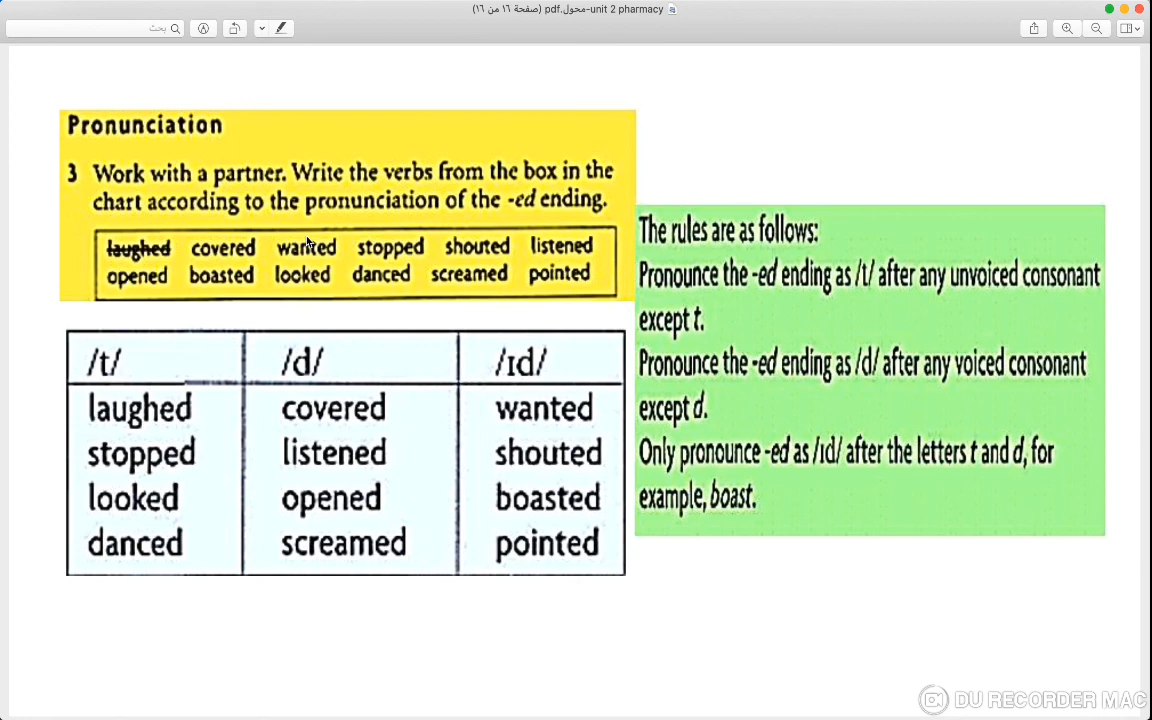 محول.pdf (صفحة ١٦ من ١٦)-unit 2 pharmacy
بحث
Pronunciation
3 Work with a partner. Write the verbs from the box in the
chart according to the pronunciation of the -ed ending.
laughed covered wanted stopped shouted listened
opened boasted looked danced screamed pointed
/t/ /d/ /ɪd/
laughed covered wanted
stopped listened shouted
looked opened boasted
danced screamed pointed
The rules are as follows:
Pronounce the -ed ending as /t/ after any unvoiced consonant
except t.
Pronounce the -ed ending as /d/ after any voiced consonant
except d.
Only pronounce -ed as /ɪd/ after the letters t and d, for
example, boast.
DU RECORDER MAC